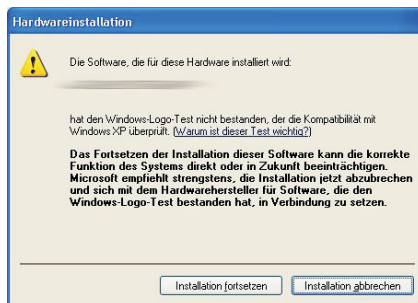 Hardwareinstallation
Die Software, die für diese Hardware installiert wird:
hat den Windows-Logo-Test nicht bestanden, der die Kompatibilität mit
Windows XP überprüft. (Warum ist dieser Test wichtig?)
Das Fortsetzen der Installation dieser Software kann die korrekte
Funktion des Systems direkt oder in Zukunft beeinträchtigen.
Microsoft empfiehlt strengstens, die Installation jetzt abzubrechen
und sich mit dem Hardwarehersteller für Software, die den
Windows-Logo-Test bestanden hat, in Verbindung zu setzen.
Installation fortsetzen
Installation abbrechen